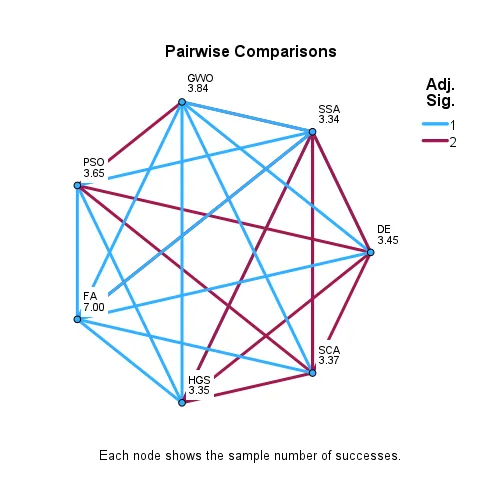 Pairwise Comparisons
Adj.
Sig.
1
2
GWO
3.84
SSA
3.34
PSO
3.65
DE
3.45
FA
7.00
SCA
3.37
HGS
3.35
Each node shows the sample number of successes.